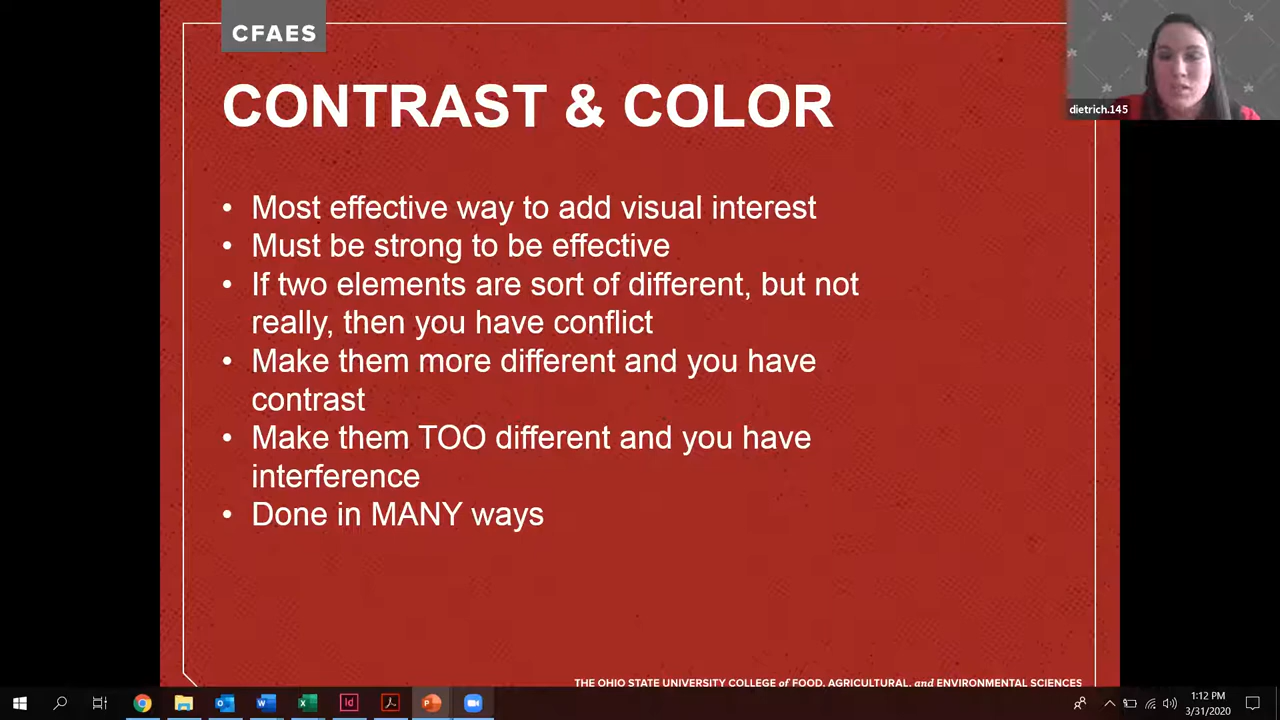 CFAES
dietrich.145
CONTRAST & COLOR
• Most effective way to add visual interest
• Must be strong to be effective
• If two elements are sort of different, but not
really, then you have conflict
• Make them more different and you have
contrast
• Make them TOO different and you have
interference
• Done in MANY ways
THE OHIO STATE UNIVERSITY COLLEGE of FOOD, AGRICULTURAL, and ENVIRONMENTAL SCIENCES
1:12 PM
3/31/2020